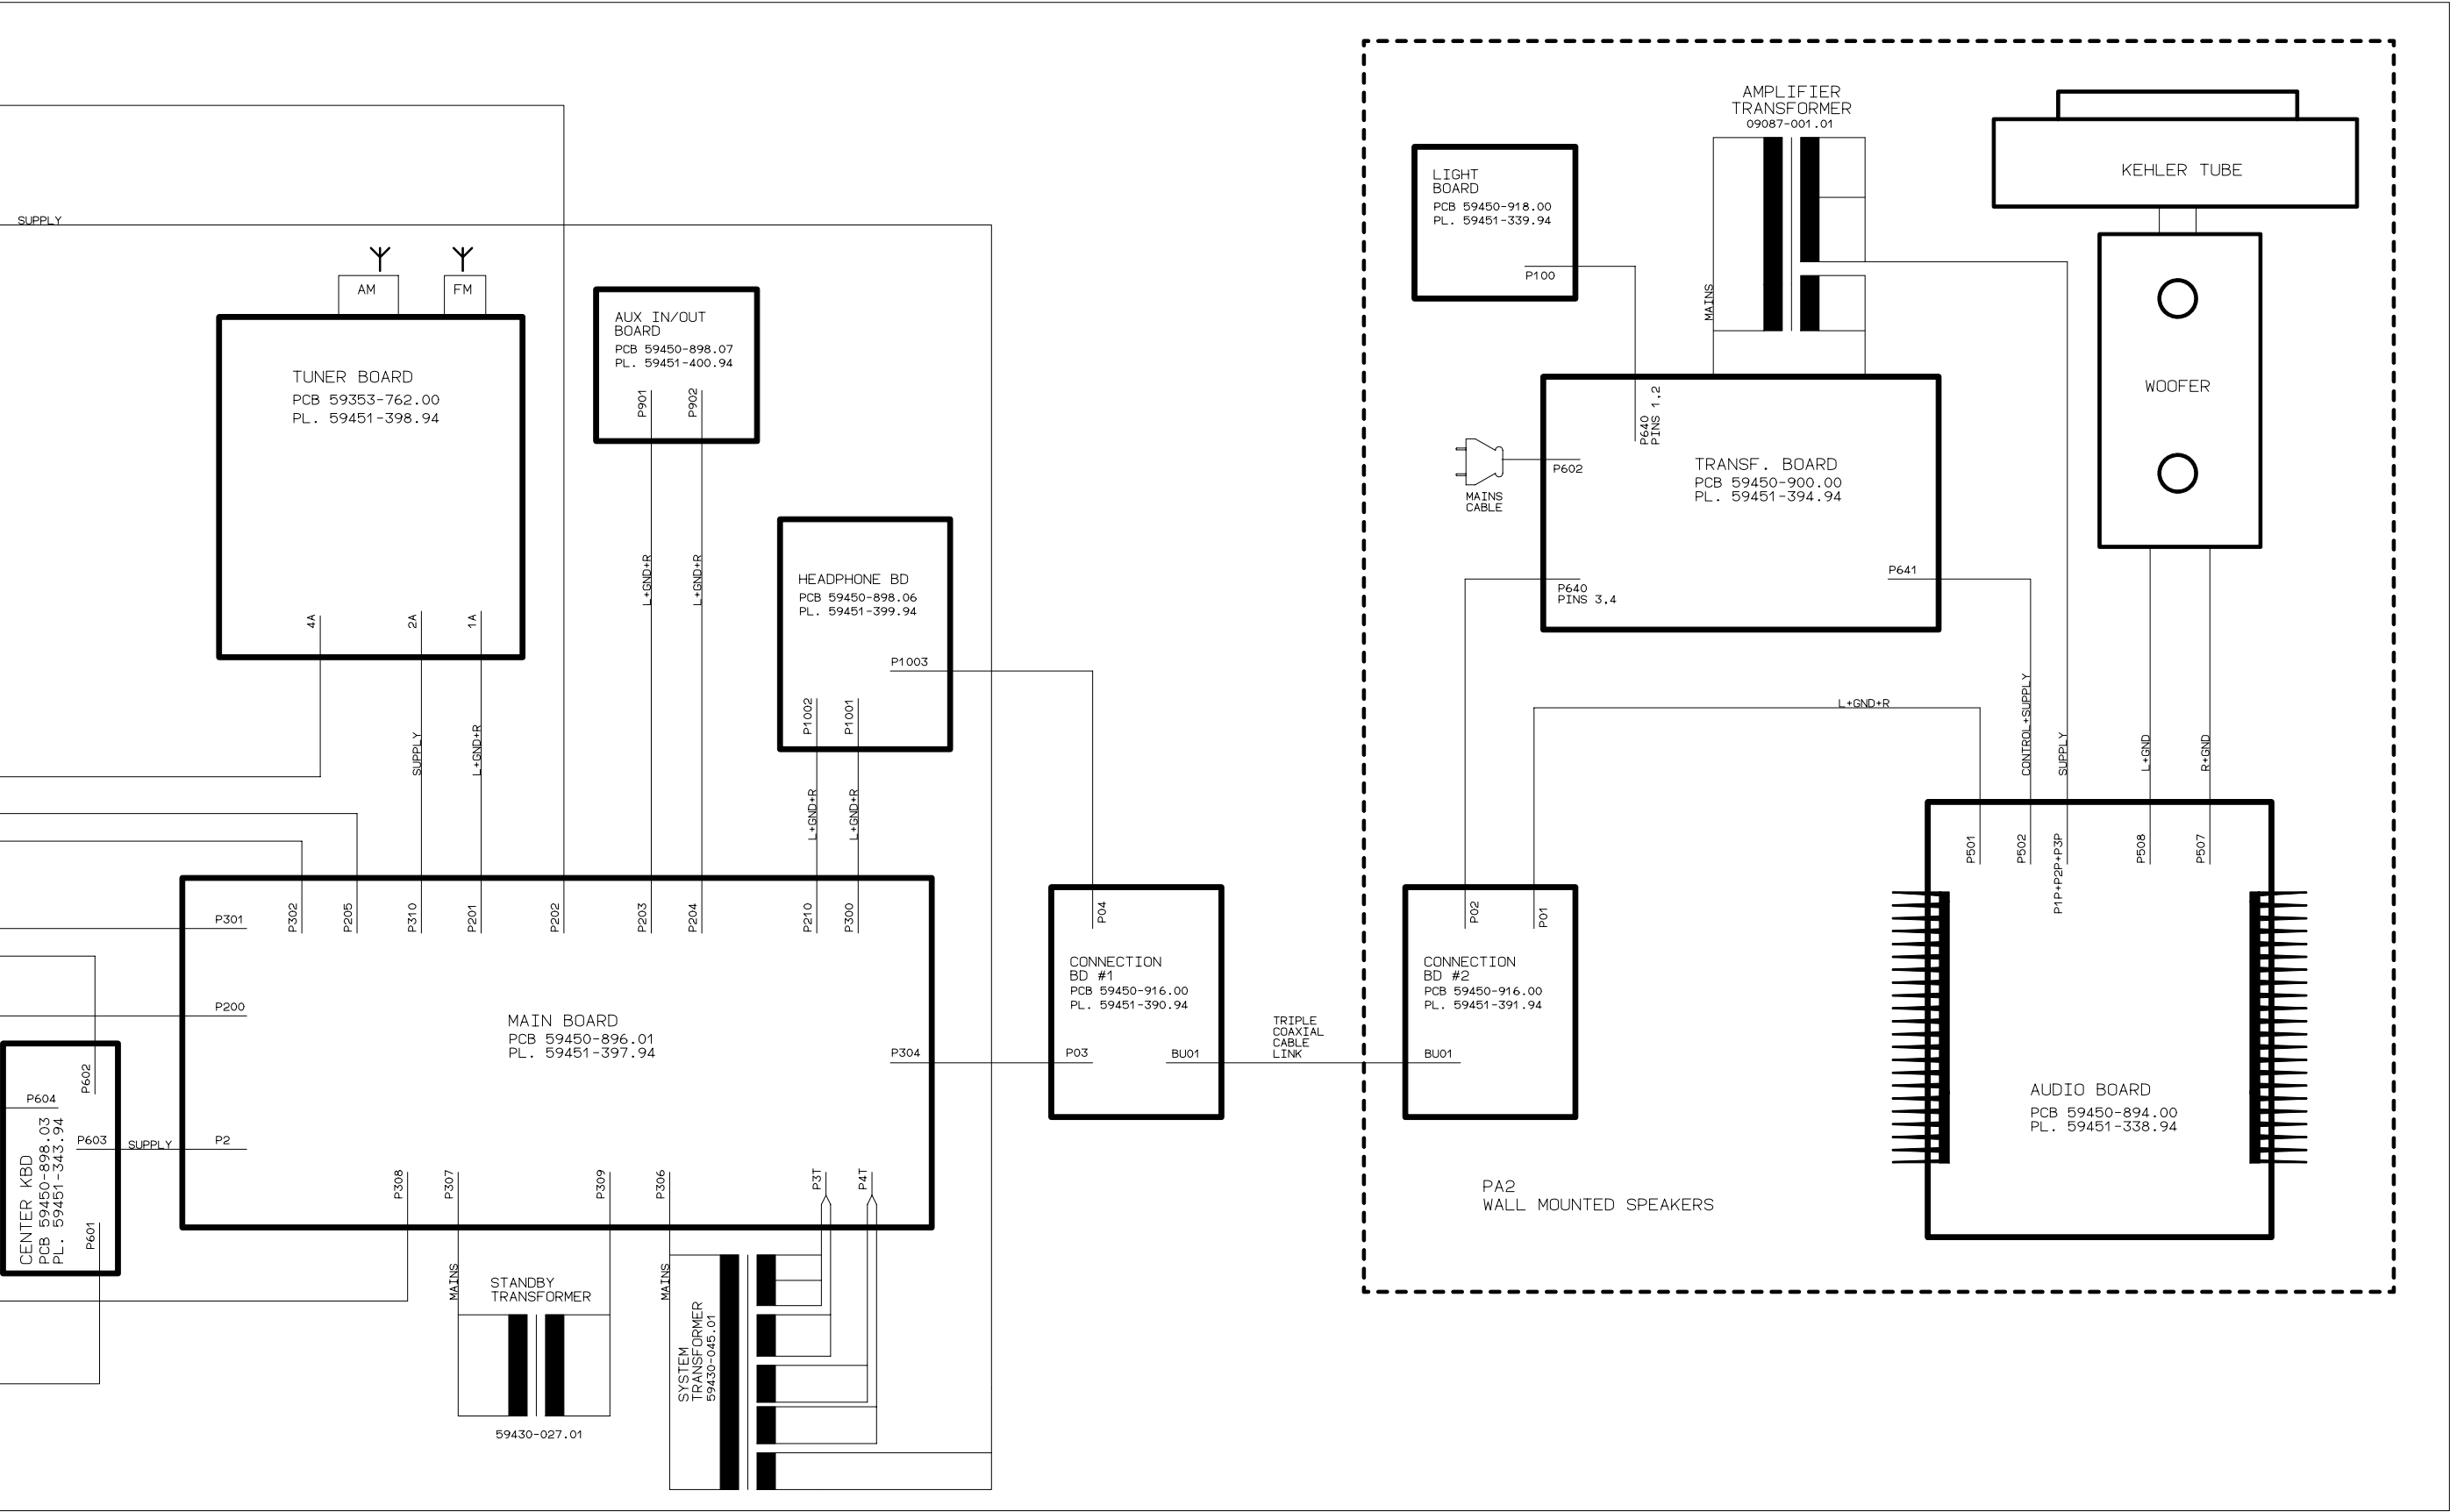 SUPPLY
AM
FM
TUNER BOARD
PCB 59353-762.00
PL. 59451-398.94
4A
2A
1A
SUPPLY
L+GND+R
AUX IN/OUT
BOARD
PCB 59450-898.07
PL. 59451-400.94
P901
P902
L+GND+R
L+GND+R
HEADPHONE BD
PCB 59450-898.06
PL. 59451-399.94
P1003
P1002
P1001
L+GND+R
L+GND+R
P301
P302
P205
P310
P201
P202
P203
P204
P210
P300
P200
MAIN BOARD
PCB 59450-896.01
PL. 59451-397.94
P304
P2
P308
P307
P309
P306
P3T
P4T
P602
P604
P603
SUPPLY
P601
CENTER KBD
PCB 59450-898.03
PL. 59451-343.94
MAINS
STANDBY
TRANSFORMER
59430-027.01
MAINS
SYSTEM
TRANSFORMER
59430-045.01
P04
CONNECTION
BD #1
PCB 59450-916.00
PL. 59451-390.94
P03
BU01
TRIPLE
COAXIAL
CABLE
LINK
AMPLIFIER
TRANSFORMER
09087-001.01
MAINS
LIGHT
BOARD
PCB 59450-918.00
PL. 59451-339.94
P100
KEHLER TUBE
WOOFER
P640
PINS 1.2
P602
MAINS
CABLE
TRANSF. BOARD
PCB 59450-900.00
PL. 59451-394.94
P640
PINS 3.4
P641
L+GND+R
CONTROL+SUPPLY
SUPPLY
L+GND
R+GND
P02
P01
CONNECTION
BD #2
PCB 59450-916.00
PL. 59451-391.94
BU01
P501
P502
P1P+P2P+P3P
P508
P507
AUDIO BOARD
PCB 59450-894.00
PL. 59451-338.94
PA2
WALL MOUNTED SPEAKERS